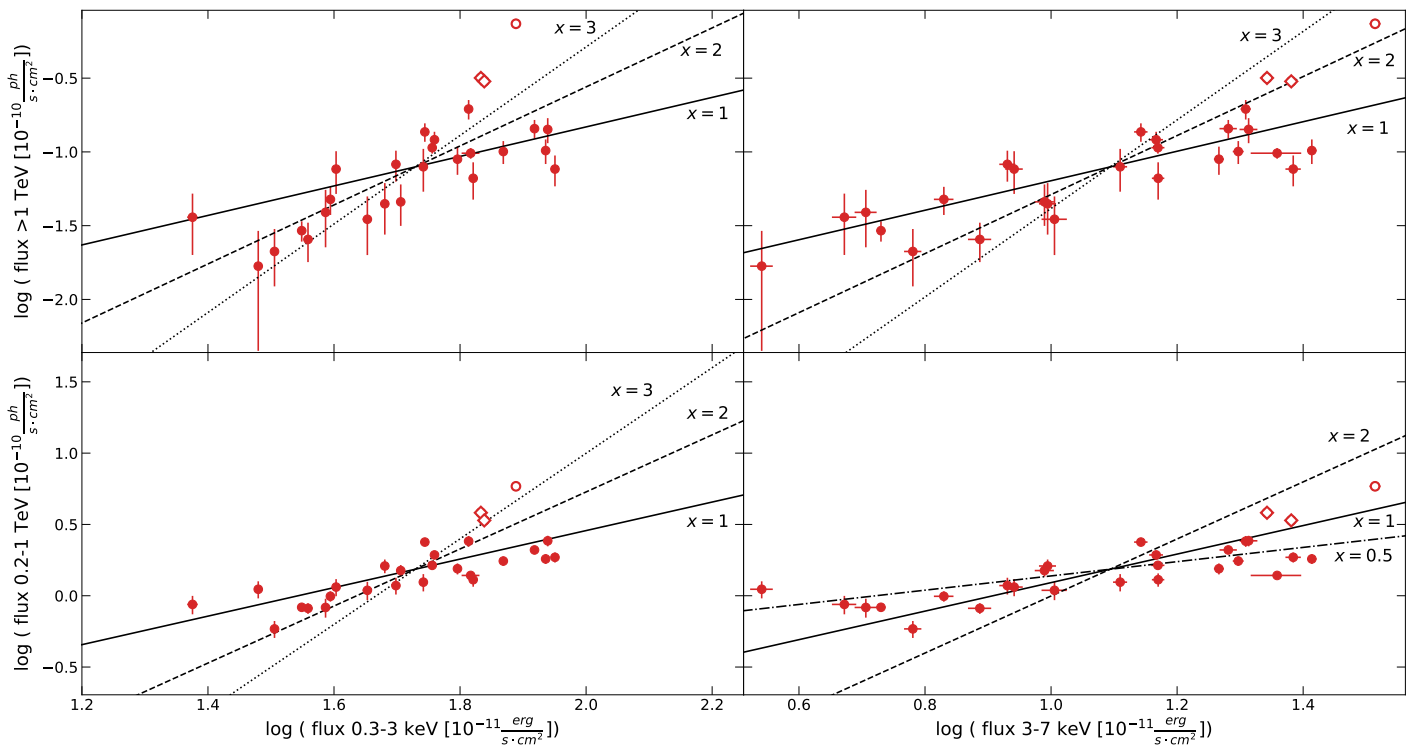 log ( flux >1 TeV [10⁻¹⁰ ph/s·cm²])
−0.5
−1.0
−1.5
−2.0
x = 3
x = 2
x = 1
x = 3
x = 2
x = 1
log ( flux 0.2-1 TeV [10⁻¹⁰ ph/s·cm²])
1.5
1.0
0.5
0.0
−0.5
x = 3
x = 2
x = 1
x = 2
x = 1
x = 0.5
1.2 1.4 1.6 1.8 2.0 2.2
0.6 0.8 1.0 1.2 1.4
log ( flux 0.3-3 keV [10⁻¹¹ erg/s·cm²])
log ( flux 3-7 keV [10⁻¹¹ erg/s·cm²])